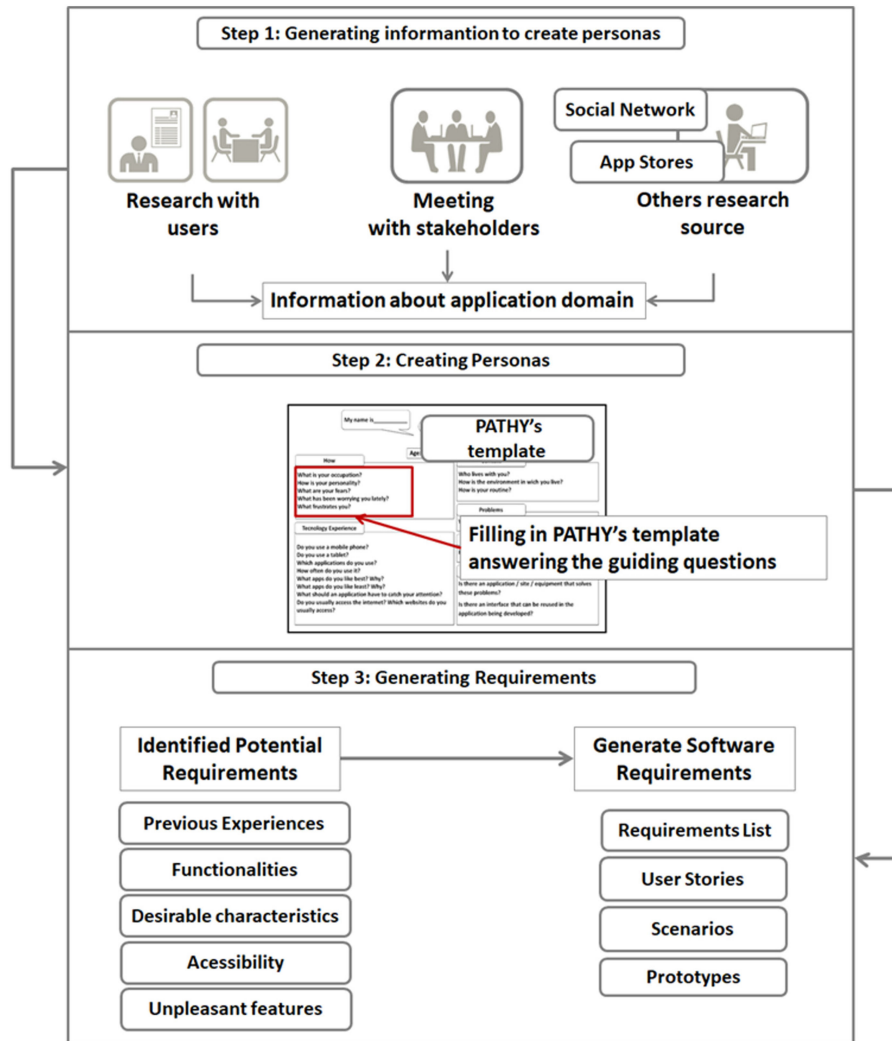 Step 1: Generating informantion to create personas
Social Network
App Stores
Research with
users
Meeting
with stakeholders
Others research
source
Information about application domain
Step 2: Creating Personas
My name is
PATHY's
template
Age
How
What is your occupation?
How is your personality?
What are your fears?
What has been worrying you lately?
What frustrates you?
Who lives with you?
How is the environment in wich you live?
How is your routine?
Problems
Tecnology Experience
Filling in PATHY's template
answering the guiding questions
Do you use a mobile phone?
Do you use a tablet?
Which applications do you use?
How often do you use it?
What apps do you like best? Why?
What apps do you like least? Why?
What should an application have to catch your attention?
Do you usually access the internet? Which websites do you
usually access?
Is there an application / site / equipment that solves
these problems?
Is there an interface that can be reused in the
application being developed?
Step 3: Generating Requirements
Identified Potential
Requirements
Generate Software
Requirements
Previous Experiences
Functionalities
Desirable characteristics
Acessibility
Unpleasant features
Requirements List
User Stories
Scenarios
Prototypes